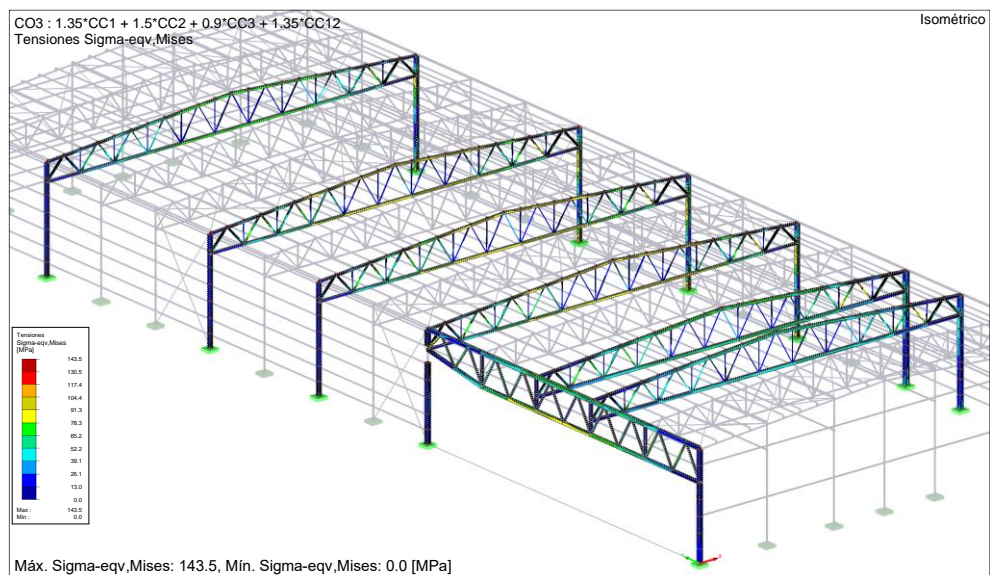 CO3 : 1.35*CC1 + 1.5*CC2 + 0.9*CC3 + 1.35*CC12
Isométrico
Tensiones Sigma-eqv,Mises
Tensiones
Sigma-eqv,Mises
[MPa]
143.5
130.5
117.4
104.4
91.3
78.3
65.2
52.2
39.1
26.1
13.0
0.0
Max : 143.5
Min : 0.0
Máx. Sigma-eqv,Mises: 143.5, Mín. Sigma-eqv,Mises: 0.0 [MPa]